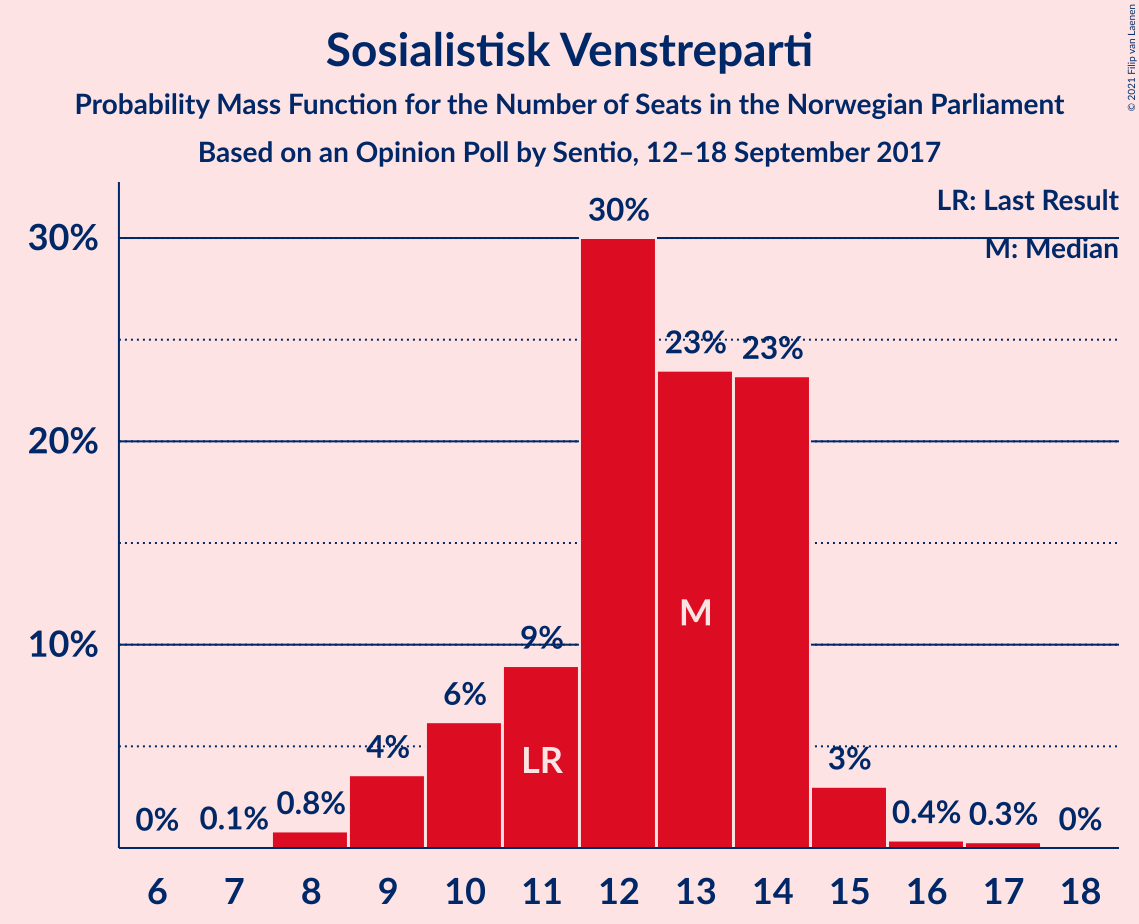 Sosialistisk Venstreparti
Probability Mass Function for the Number of Seats in the Norwegian Parliament
Based on an Opinion Poll by Sentio, 12–18 September 2017
© 2021 Filip van Laenen
LR: Last Result
M: Median
30%
20%
10%
0% 0.1% 0.8% 4% 6% 9% 30% 23% 23% 3% 0.4% 0.3% 0%
LR
M
6 7 8 9 10 11 12 13 14 15 16 17 18